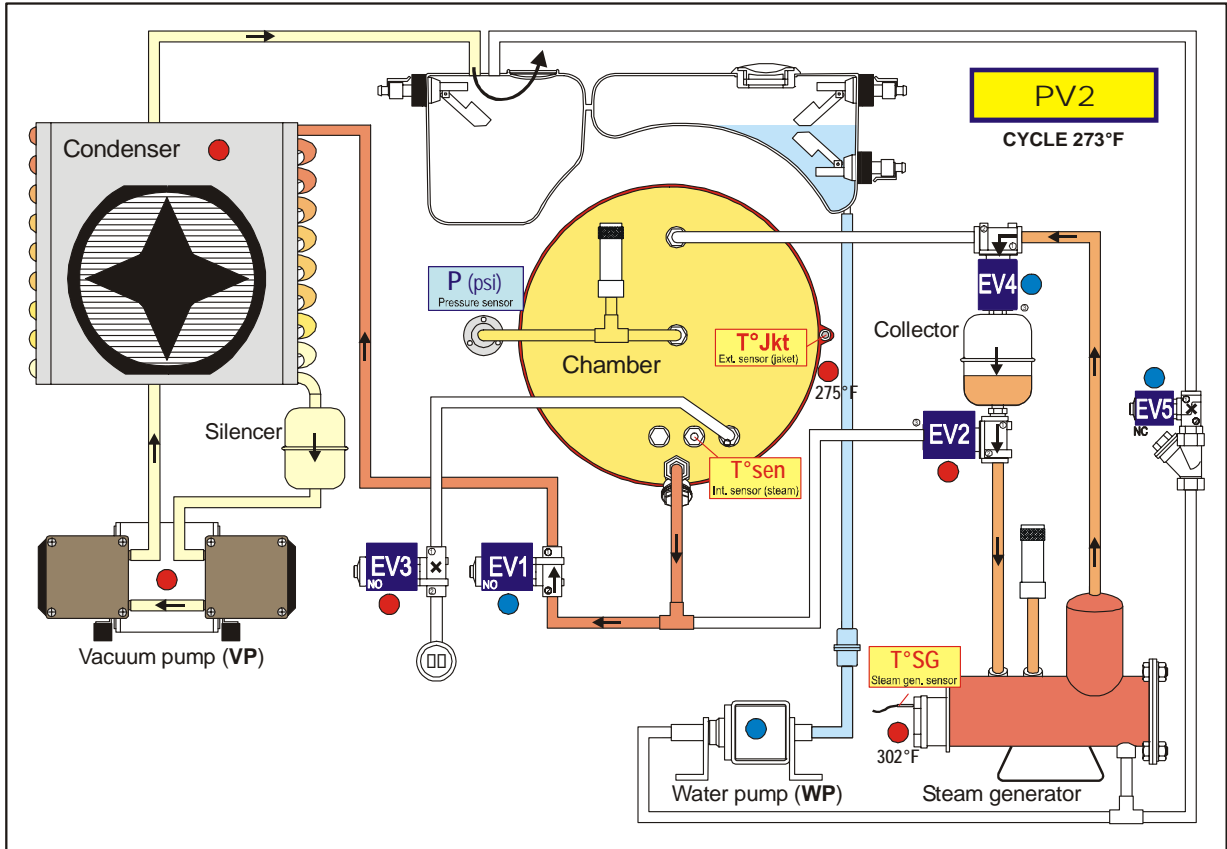 PV2
CYCLE 273°F
Condenser
P (psi)
Pressure sensor
EV4
3
Collector
T°Jkt
Ext. sensor (jaket)
275°F
Chamber
EV5
NC
Silencer
3
EV2
T°sen
Int. sensor (steam)
EV3
NO
EV1
NO
Vacuum pump (VP)
T°SG
Steam gen. sensor
302°F
Water pump (WP)
Steam generator